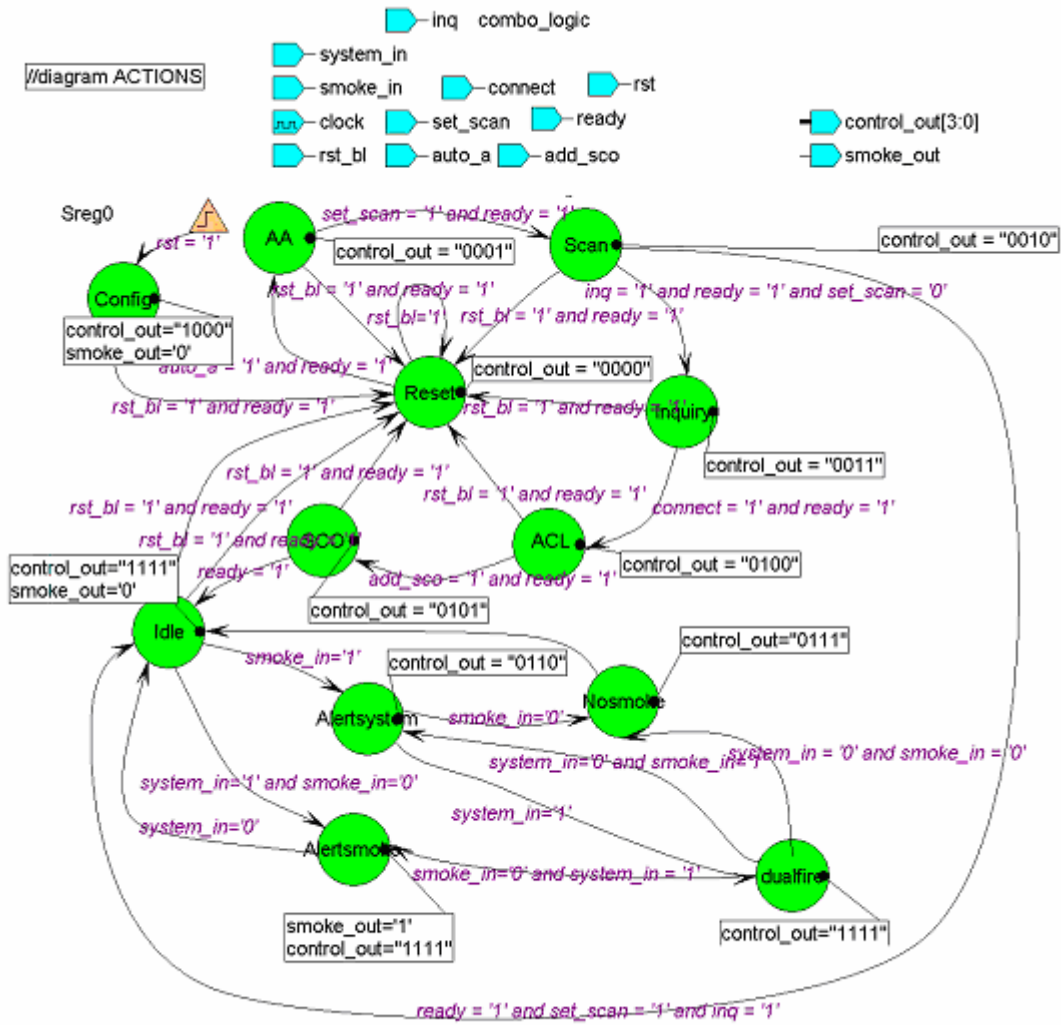 inq combo_logic
system_in
//diagram ACTIONS
smoke_in connect rst
clock set_scan ready control_out[3:0]
rst_bl auto_a add_sco smoke_out
Sreg0
set_scan = '1' and ready = '1'
rst = '1'
AA
Scan
control_out = "0001"
control_out = "0010"
Config
rst_bl = '1' and ready = '1'
inq = '1' and ready = '1' and set_scan = '0'
control_out="1000"
smoke_out='0'
rst_bl='1'
rst_bl = '1' and ready = '1'
auto_a = '1' and ready = '1'
control_out = "0000"
Reset
rst_bl = '1' and ready = '1'
rst_bl = '1' and ready = '1'
Inquiry
control_out = "0011"
rst_bl = '1' and ready = '1'
rst_bl = '1' and ready = '1'
rst_bl = '1' and ready = '1'
connect = '1' and ready = '1'
rst_bl = '1' and ready = '1'
SCO
ACL
control_out="1111"
smoke_out='0'
ready = '1'
add_sco = '1' and ready = '1'
control_out = "0100"
control_out = "0101"
Idle
smoke_in='1'
control_out = "0110"
control_out="0111"
Alertsystem
smoke_in='0'
Nosmoke
system_in='0' and smoke_in='1'
system_in = '0' and smoke_in = '0'
system_in='1' and smoke_in='0'
system_in='1'
system_in='0'
Alertsmoke
smoke_in='0' and system_in = '1'
dualfire
smoke_out='1'
control_out="1111"
control_out="1111"
ready = '1' and set_scan = '1' and inq = '1'